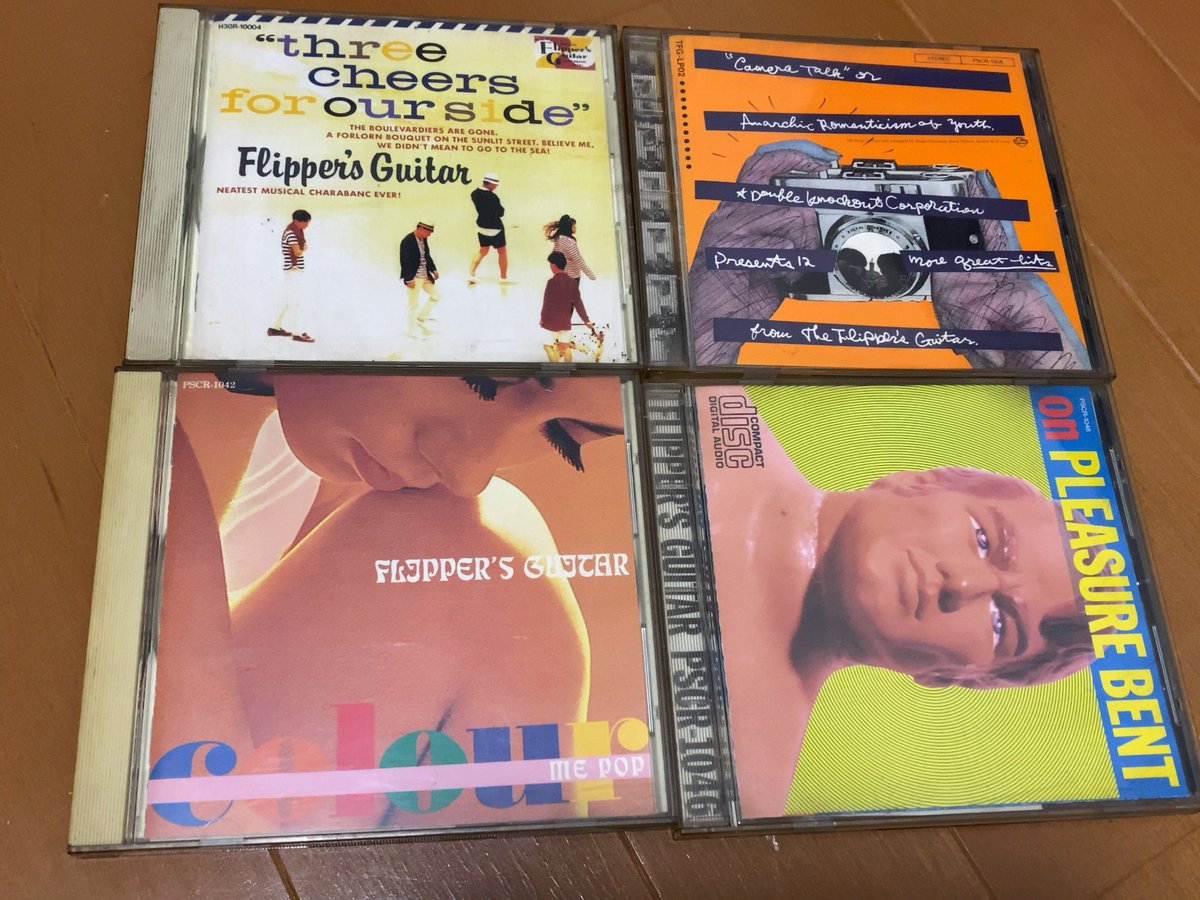 H30R-10004
"three
cheers
for our side"
Flipper's
Guitar
THE BOULEVARDIERS ARE GONE.
A FORLORN BOUQUET ON THE SUNLIT STREET. BELIEVE ME,
WE DIDN'T MEAN TO GO TO THE SEA!
Flipper's Guitar
NEATEST MUSICAL CHARABANC EVER!
TFG-LP02
STEREO
"Camera Talk" or
Anarchic Romanticism of Youth.
A Double Knockout Corporation
Presents 12 more great hits
from The Flipper's Guitar.
PSCR-1042
FLIPPER'S GUITAR
colour
ME POP
FLIPPER'S GUITAR
COMPACT
disc
DIGITAL AUDIO
PSCR-1046
on PLEASURE BENT